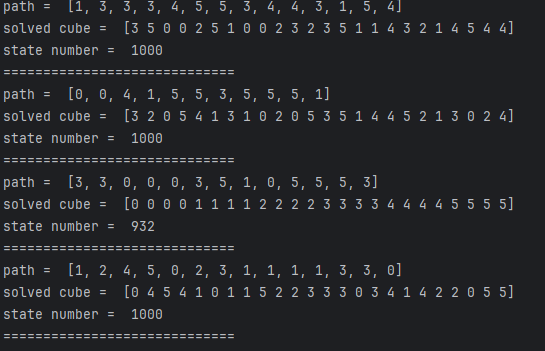 path =  [1, 3, 3, 3, 4, 5, 5, 3, 4, 4, 3, 1, 5, 4]
solved cube =  [3 5 0 0 2 5 1 0 0 2 3 2 3 5 1 1 4 3 2 1 4 5 4 4]
state number =  1000
=============================
path =  [0, 0, 4, 1, 5, 5, 3, 5, 5, 5, 1]
solved cube =  [3 2 0 5 4 1 3 1 0 2 0 5 3 5 1 4 4 5 2 1 3 0 2 4]
state number =  1000
=============================
path =  [3, 3, 0, 0, 0, 3, 5, 1, 0, 5, 5, 5, 3]
solved cube =  [0 0 0 0 1 1 1 1 2 2 2 2 3 3 3 3 4 4 4 4 5 5 5 5]
state number =  932
=============================
path =  [1, 2, 4, 5, 0, 2, 3, 1, 1, 1, 1, 3, 3, 0]
solved cube =  [0 4 5 4 1 0 1 1 5 2 2 3 3 3 0 3 4 1 4 2 2 0 5 5]
state number =  1000
=============================